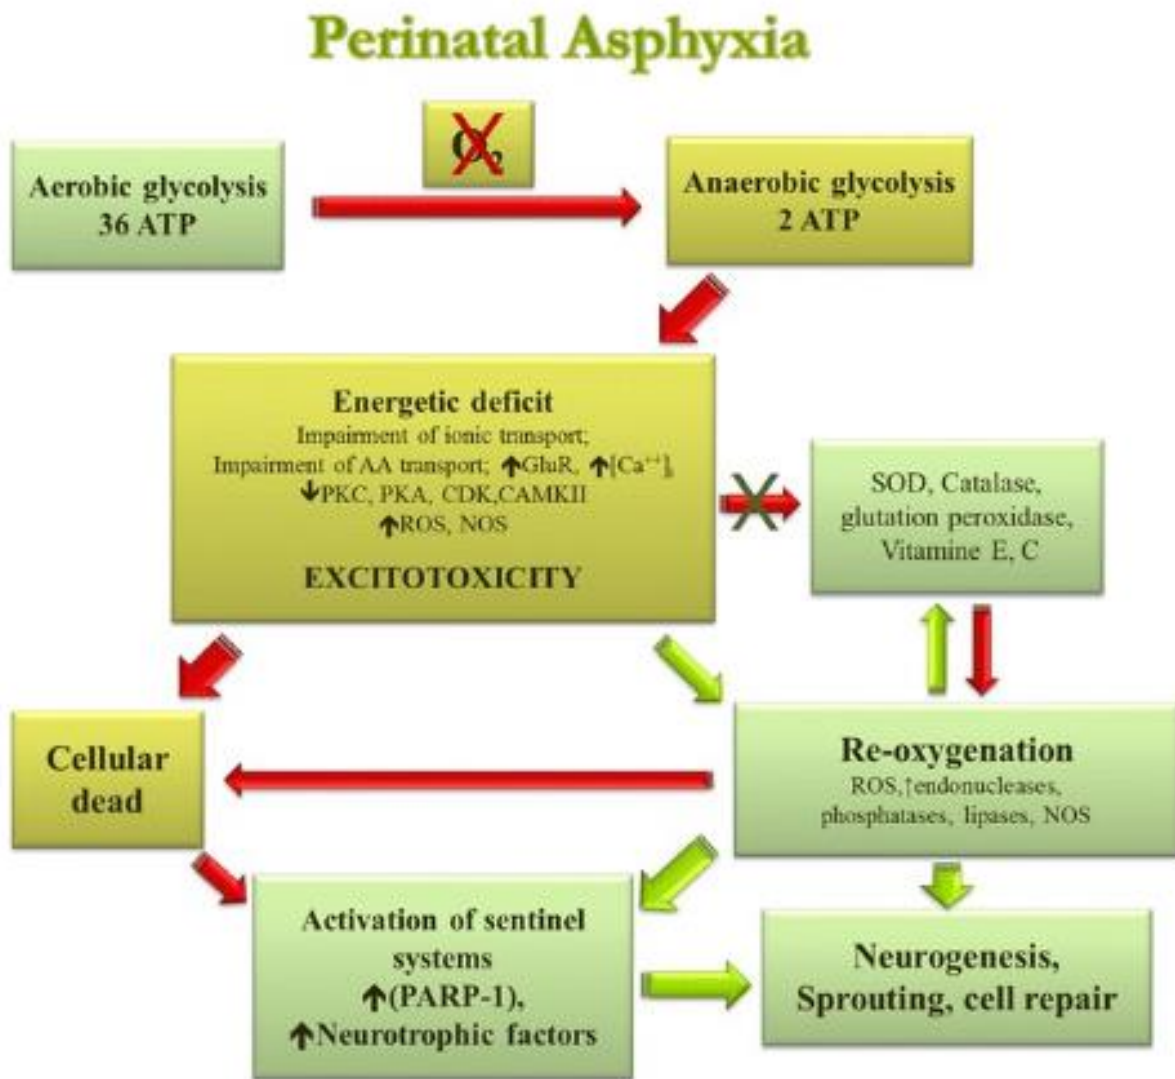 Perinatal Asphyxia
O₂
Aerobic glycolysis
36 ATP
Anaerobic glycolysis
2 ATP
Energetic deficit
Impairment of ionic transport;
Impairment of AA transport; ↑GluR, ↑[Ca⁺⁺]ᵢ
↓PKC, PKA, CDK,CAMKII
↑ROS, NOS
EXCITOTOXICITY
SOD, Catalase,
glutation peroxidase,
Vitamine E, C
Cellular
dead
Re-oxygenation
ROS,↑endonucleases,
phosphatases, lipases, NOS
Activation of sentinel
systems
↑(PARP-1),
↑Neurotrophic factors
Neurogenesis,
Sprouting, cell repair